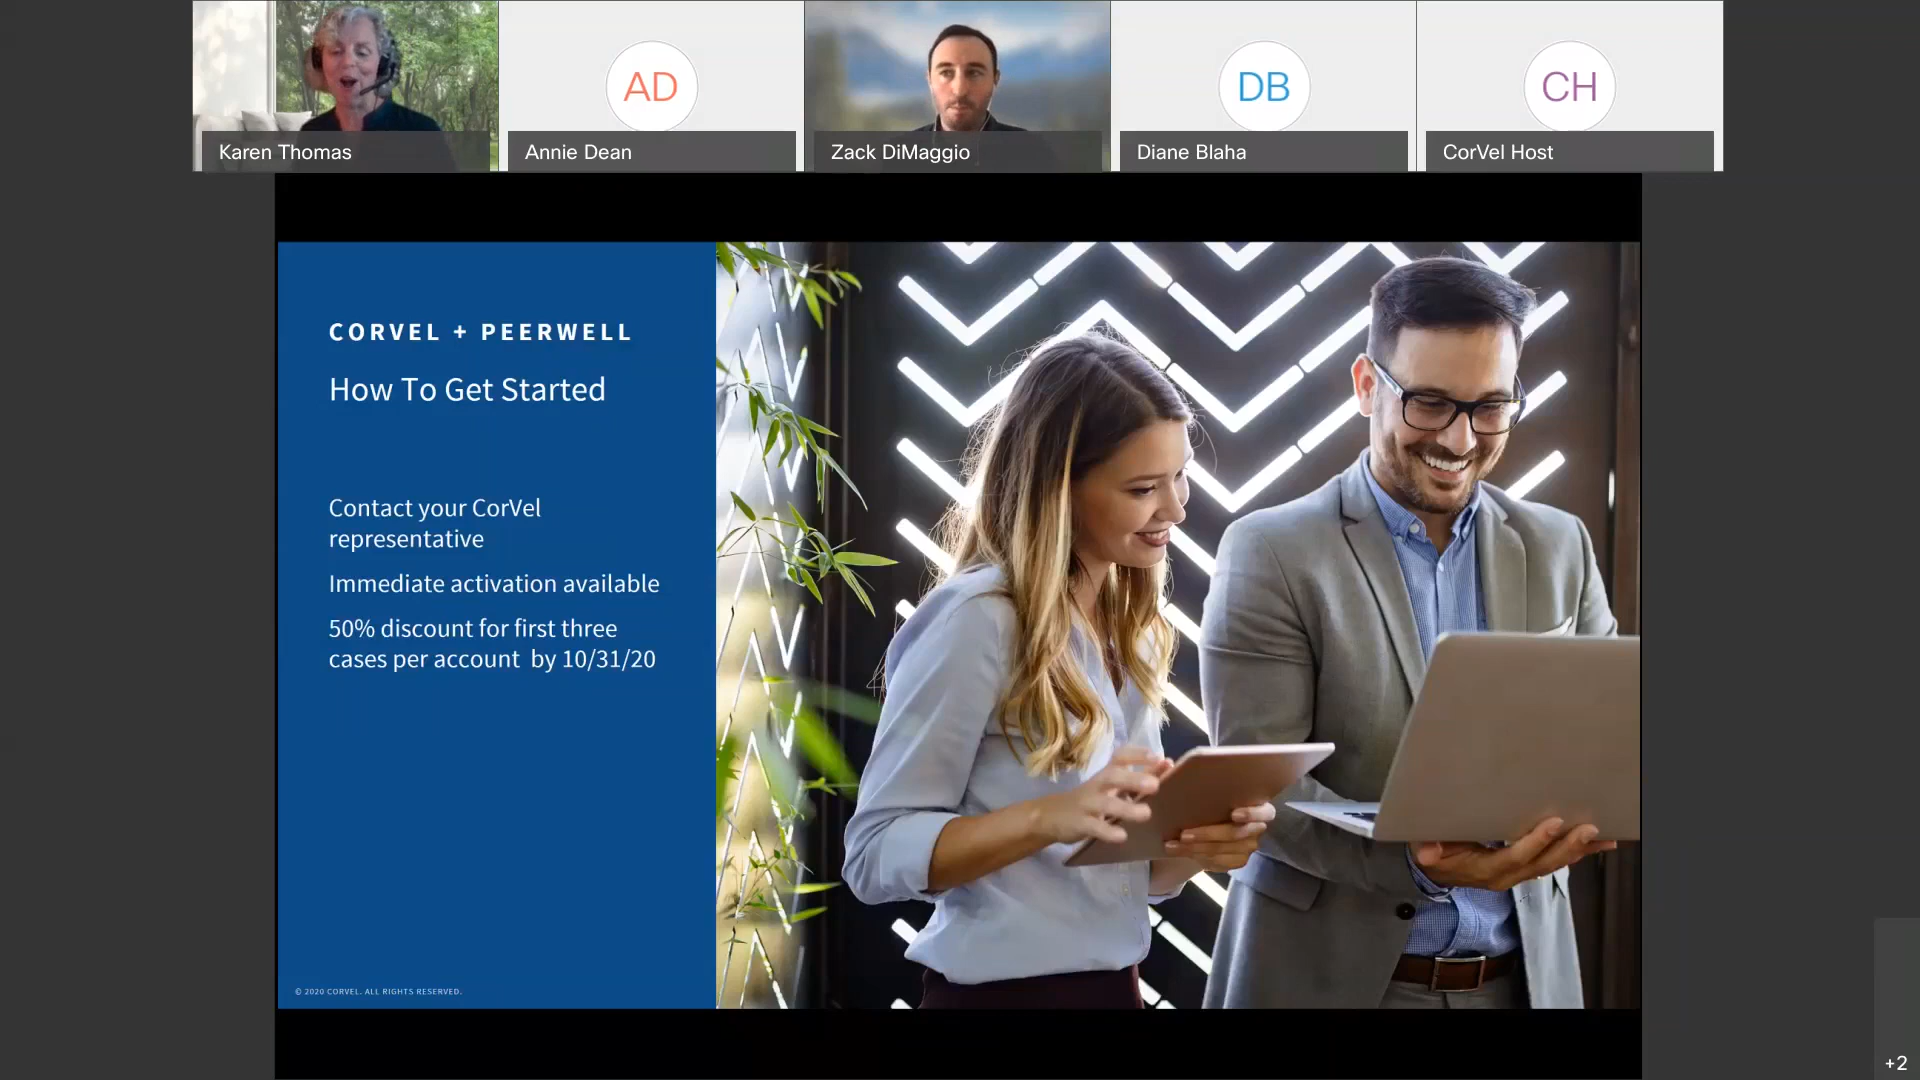 Karen Thomas
AD
Annie Dean
Zack DiMaggio
DB
Diane Blaha
CH
CorVel Host
CORVEL + PEERWELL
How To Get Started
Contact your CorVel
representative
Immediate activation available
50% discount for first three
cases per account by 10/31/20
© 2020 CORVEL. ALL RIGHTS RESERVED.
+2